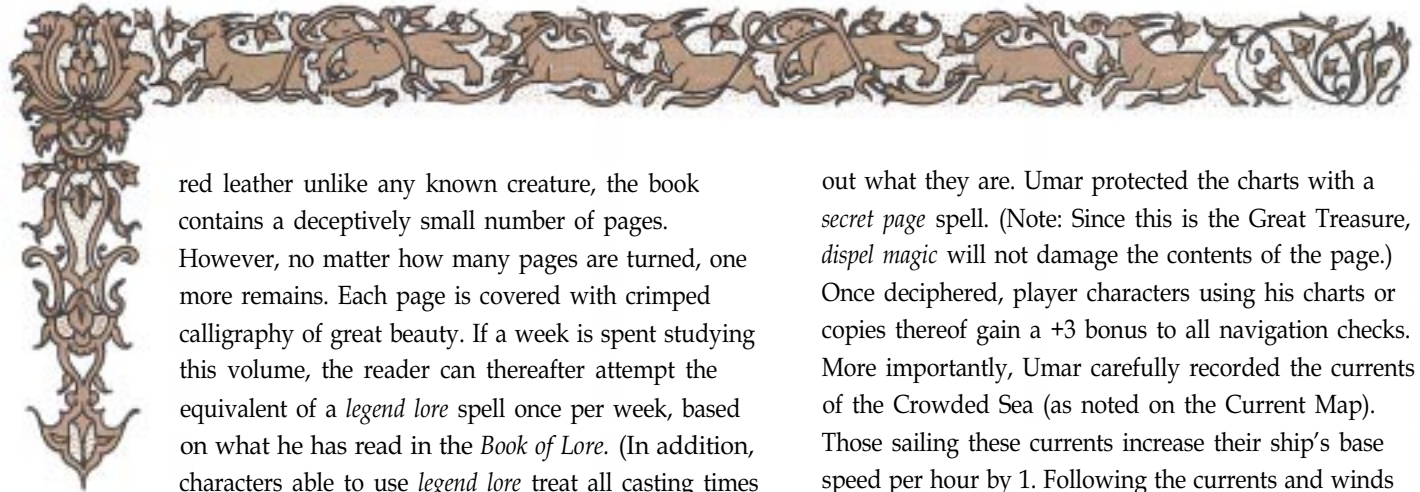 red leather unlike any known creature, the book
contains a deceptively small number of pages.
However, no matter how many pages are turned, one
more remains. Each page is covered with crimped
calligraphy of great beauty. If a week is spent studying
this volume, the reader can thereafter attempt the
equivalent of a legend lore spell once per week, based
on what he has read in the Book of Lore. (In addition,
characters able to use legend lore treat all casting times
out what they are. Umar protected the charts with a
secret page spell. (Note: Since this is the Great Treasure,
dispel magic will not damage the contents of the page.)
Once deciphered, player characters using his charts or
copies thereof gain a +3 bonus to all navigation checks.
More importantly, Umar carefully recorded the currents
of the Crowded Sea (as noted on the Current Map).
Those sailing these currents increase their ship's base
speed per hour by 1. Following the currents and winds